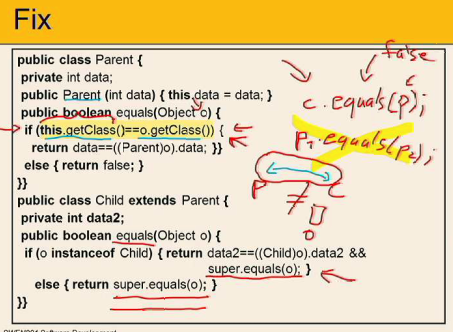 Fix
public class Parent {
private int data;
public Parent (int data) { this.data = data; }
public boolean equals(Object o) {
if (this.getClass()==o.getClass()) {
return data==((Parent)o).data; }}
else { return false; }
}}
public class Child extends Parent {
private int data2;
public boolean equals(Object o) {
if (o instanceof Child) { return data2==((Child)o).data2 &&
super.equals(o); }
else { return super.equals(o); }
}}
false
c.equals(p);
P1.equals(P2);
P C